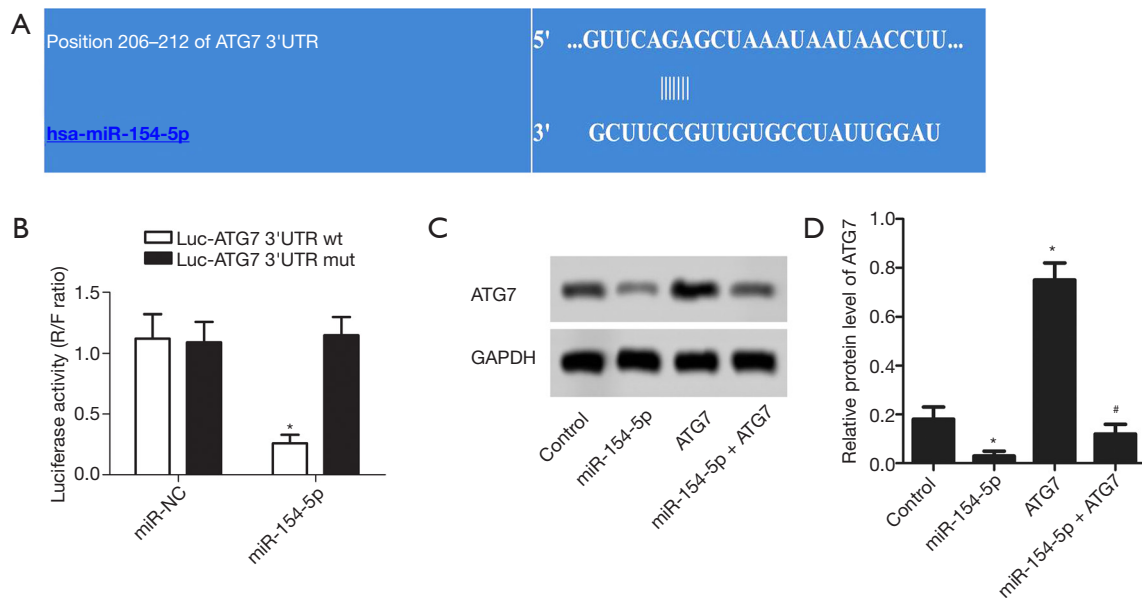 A
Position 206–212 of ATG7 3'UTR
5' ...GUUCAGAGCUAAAUAAUAACCUU...
hsa-miR-154-5p
3' GCUUCCGUUGUGCCUAUUGGAU
B
Luc-ATG7 3'UTR wt
Luc-ATG7 3'UTR mut
Luciferase activity (R/F ratio)
1.5
1.0
0.5
0.0
*
miR-NC
miR-154-5p
C
ATG7
GAPDH
Control
miR-154-5p
ATG7
miR-154-5p + ATG7
D
Relative protein level of ATG7
1.0
0.8
0.6
0.4
0.2
0.0
*
*
#
Control
miR-154-5p
ATG7
miR-154-5p + ATG7